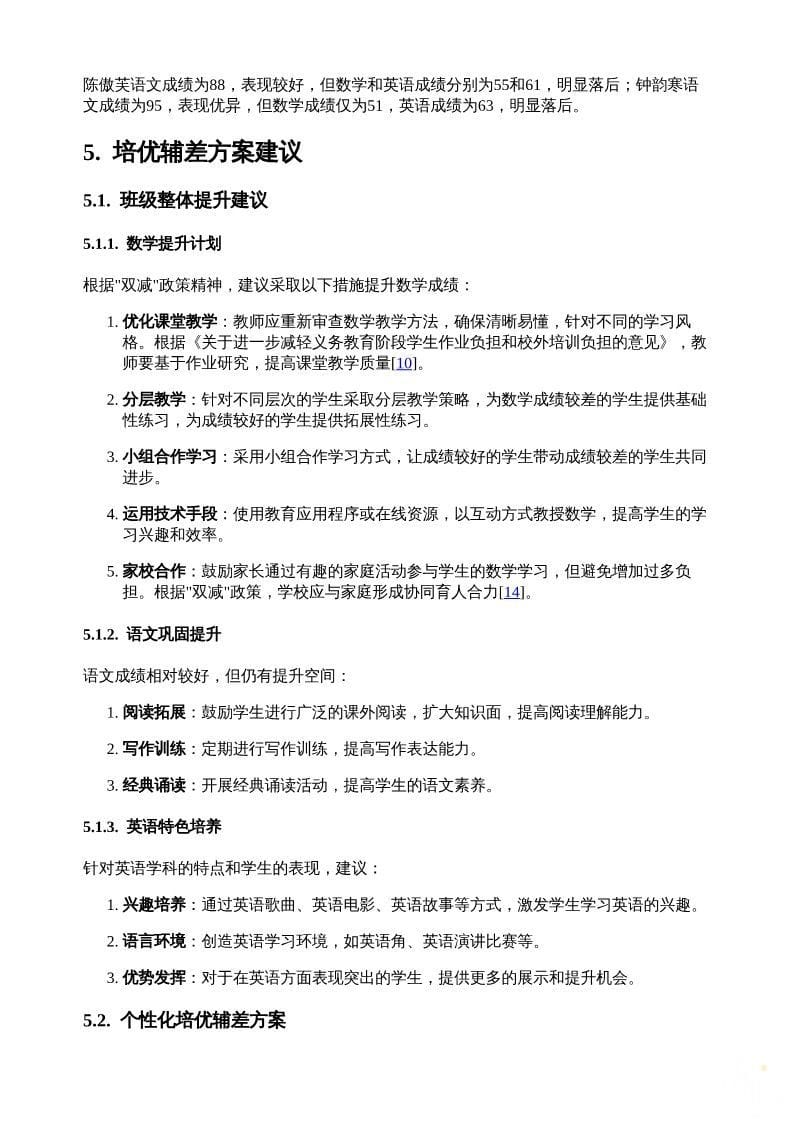 陈傲芙语文成绩为88，表现较好，但数学和英语成绩分别为55和61，明显落后；钟韵寒语
文成绩为95，表现优异，但数学成绩仅为51，英语成绩为63，明显落后。
5. 培优辅差方案建议
5.1. 班级整体提升建议
5.1.1. 数学提升计划
根据"双减"政策精神，建议采取以下措施提升数学成绩：
1. 优化课堂教学：教师应重新审查数学教学方法，确保清晰易懂，针对不同的学习风
格。根据《关于进一步减轻义务教育阶段学生作业负担和校外培训负担的意见》，教
师要基于作业研究，提高课堂教学质量[10]。
2. 分层教学：针对不同层次的学生采取分层教学策略，为数学成绩较差的学生提供基础
性练习，为成绩较好的学生提供拓展性练习。
3. 小组合作学习：采用小组合作学习方式，让成绩较好的学生带动成绩较差的学生共同
进步。
4. 运用技术手段：使用教育应用程序或在线资源，以互动方式教授数学，提高学生的学
习兴趣和效率。
5. 家校合作：鼓励家长通过有趣的家庭活动参与学生的数学学习，但避免增加过多负
担。根据"双减"政策，学校应与家庭形成协同育人合力[14]。
5.1.2. 语文巩固提升
语文成绩相对较好，但仍有提升空间：
1. 阅读拓展：鼓励学生进行广泛的课外阅读，扩大知识面，提高阅读理解能力。
2. 写作训练：定期进行写作训练，提高写作表达能力。
3. 经典诵读：开展经典诵读活动，提高学生的语文素养。
5.1.3. 英语特色培养
针对英语学科的特点和学生的表现，建议：
1. 兴趣培养：通过英语歌曲、英语电影、英语故事等方式，激发学生学习英语的兴趣。
2. 语言环境：创造英语学习环境，如英语角、英语演讲比赛等。
3. 优势发挥：对于在英语方面表现突出的学生，提供更多的展示和提升机会。
5.2. 个性化培优辅差方案